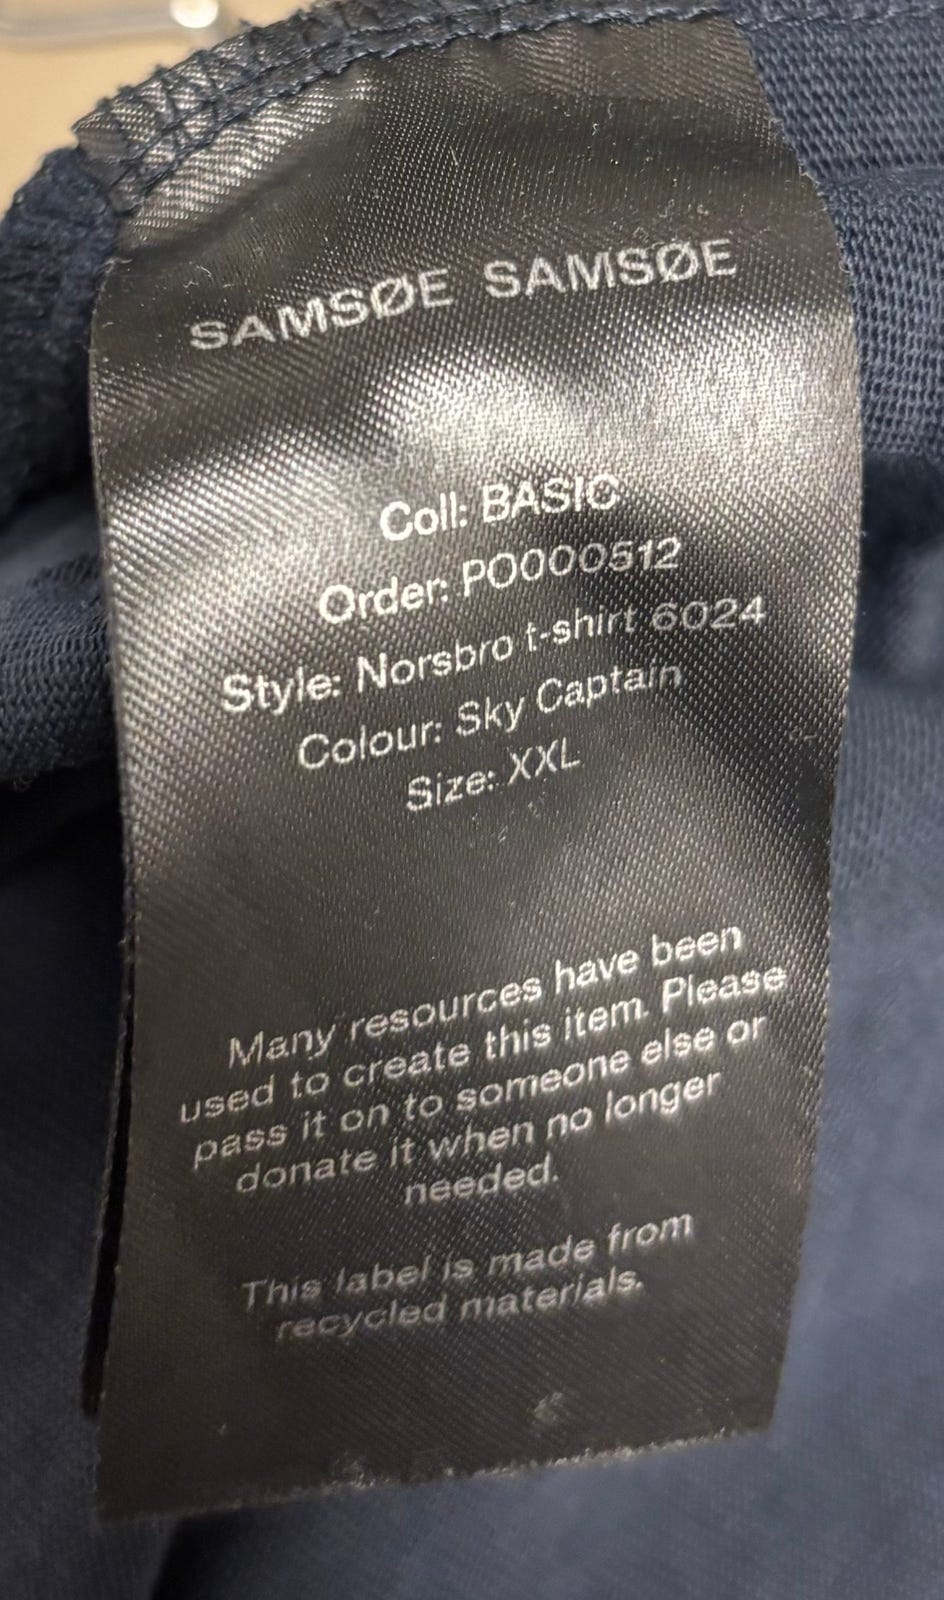 SAMSØE SAMSØE
Coll: BASIC
Order: PO000512
Style: Norsbro t-shirt 6024
Colour: Sky Captain
Size: XXL
Many resources have been
used to create this item. Please
pass it on to someone else or
donate it when no longer
needed.
This label is made from
recycled materials.